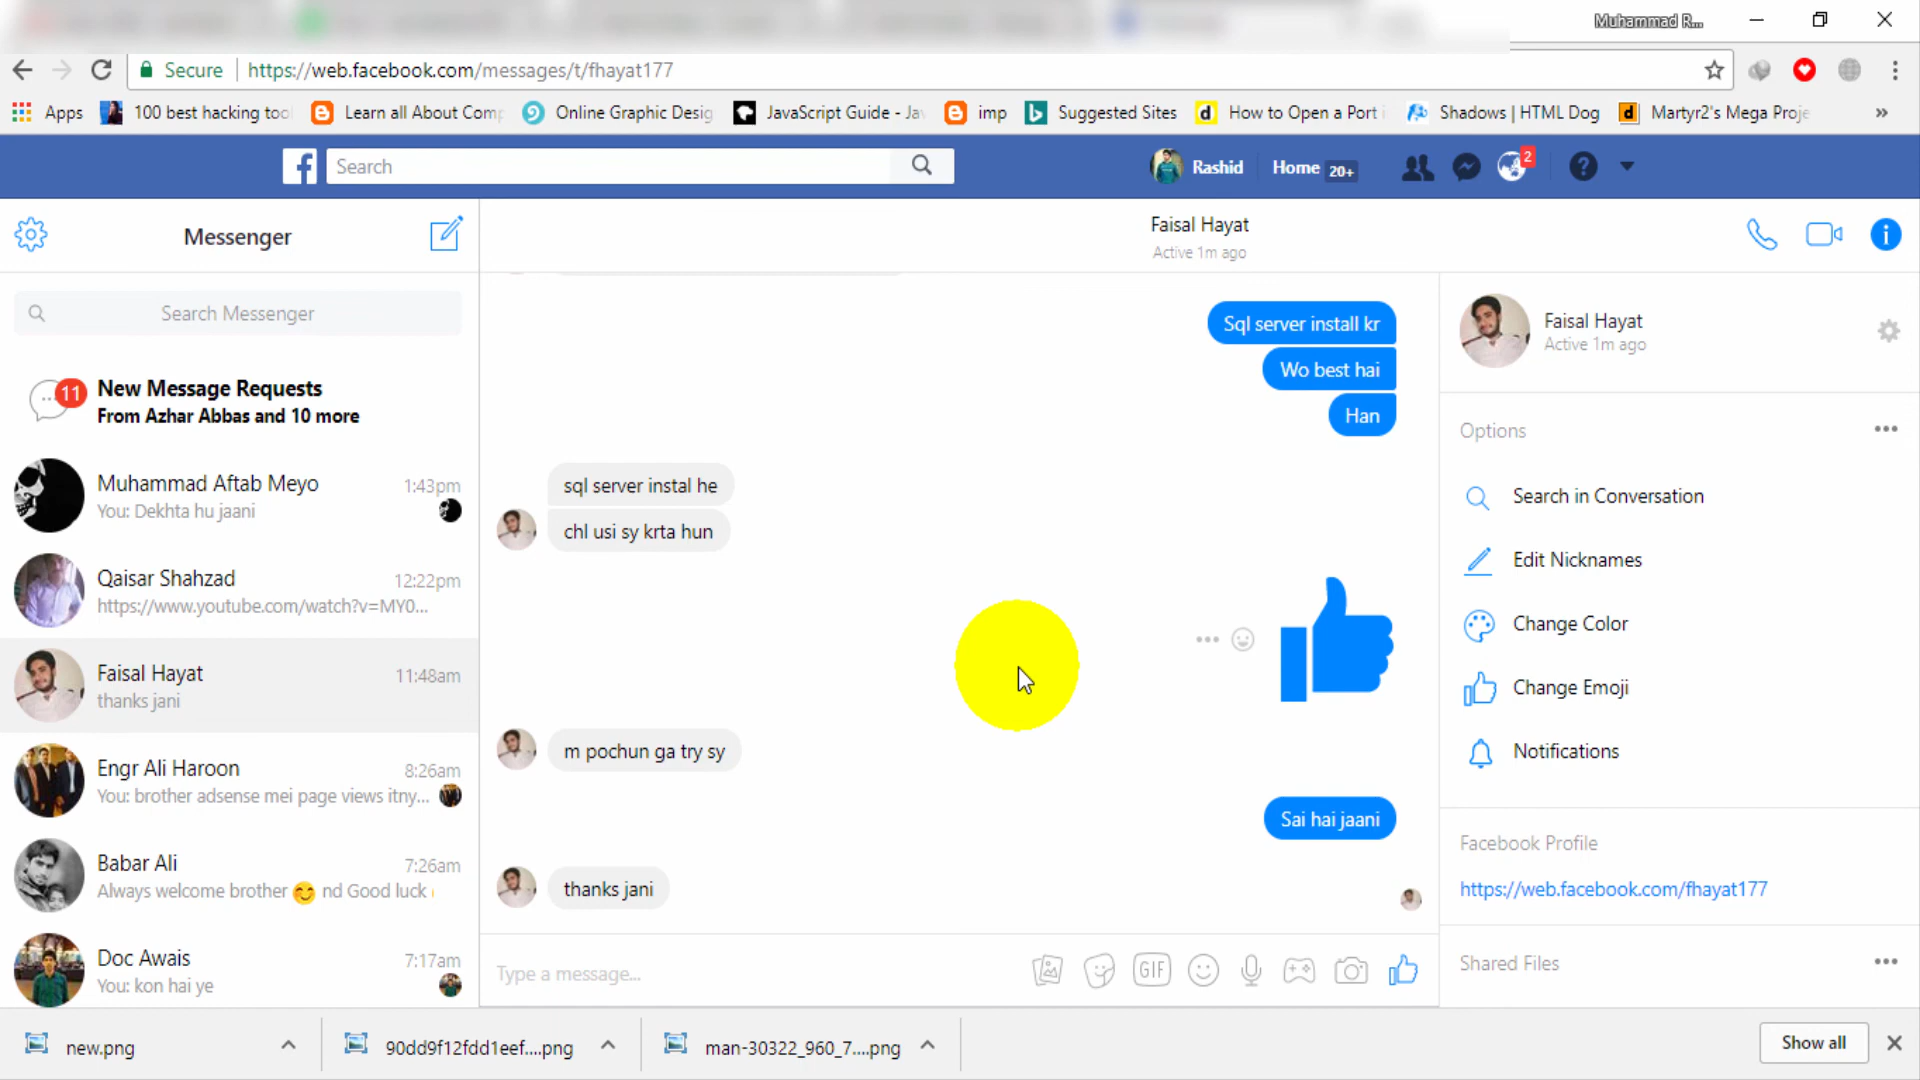 Muhammad R...
Secure
https://web.facebook.com/messages/t/fhayat177
Apps
100 best hacking too
Learn all About Com
Online Graphic Desig
JavaScript Guide - Ja
imp
Suggested Sites
How to Open a Port i
Shadows | HTML Dog
Martyr2's Mega Proje
»
Search
Rashid
Home 20+
2
Messenger
Search Messenger
11
New Message Requests
From Azhar Abbas and 10 more
Muhammad Aftab Meyo
1:43pm
You: Dekhta hu jaani
Qaisar Shahzad
12:22pm
https://www.youtube.com/watch?v=MY0...
Faisal Hayat
11:48am
thanks jani
Engr Ali Haroon
8:26am
You: brother adsense mei page views itny...
Babar Ali
7:26am
Always welcome brother 😊 nd Good luck
Doc Awais
7:17am
You: kon hai ye
Faisal Hayat
Active 1m ago
Sql server install kr
Wo best hai
Han
sql server instal he
chl usi sy krta hun
m pochun ga try sy
Sai hai jaani
thanks jani
Type a message...
GIF
Faisal Hayat
Active 1m ago
Options
Search in Conversation
Edit Nicknames
Change Color
Change Emoji
Notifications
Facebook Profile
https://web.facebook.com/fhayat177
Shared Files
new.png
90dd9f12fdd1eef....png
man-30322_960_7....png
Show all